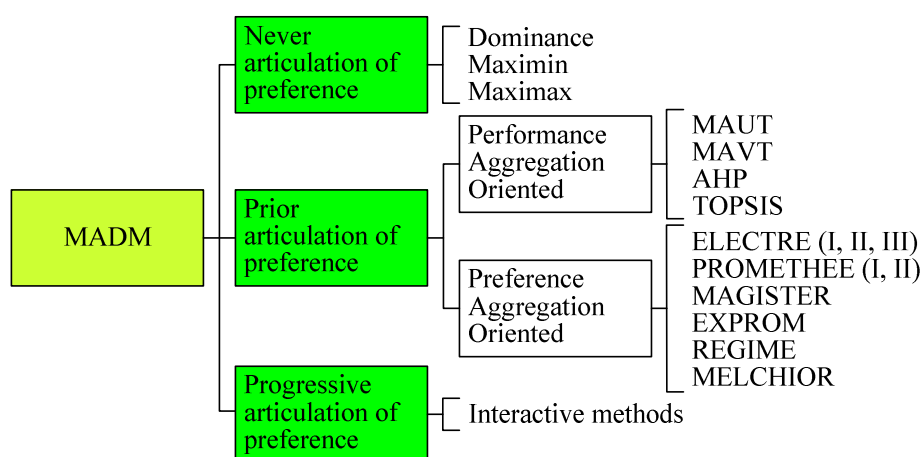 MADM
Never
articulation of
preference
Dominance
Maximin
Maximax
Prior
articulation of
preference
Performance
Aggregation
Oriented
MAUT
MAVT
AHP
TOPSIS
Preference
Aggregation
Oriented
ELECTRE (I, II, III)
PROMETHEE (I, II)
MAGISTER
EXPROM
REGIME
MELCHIOR
Progressive
articulation of
preference
Interactive methods